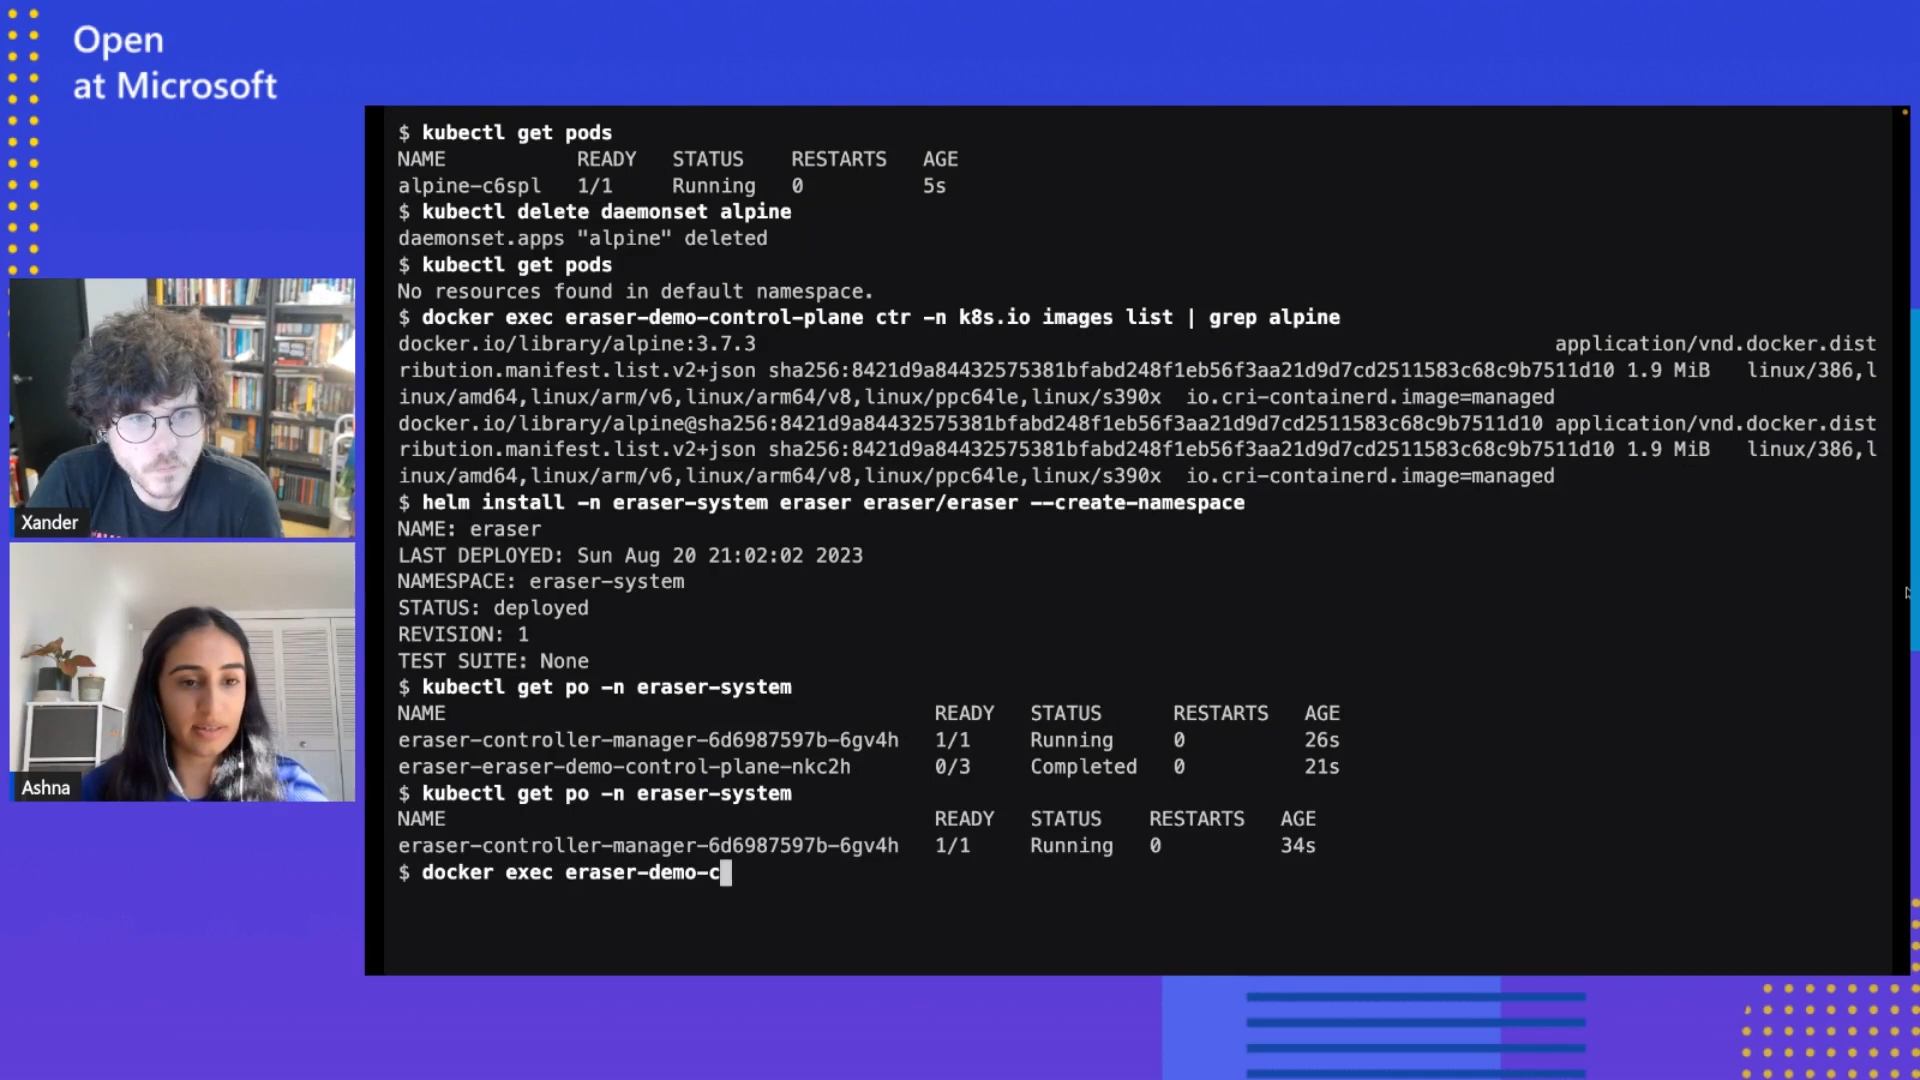 Open
at Microsoft
$ kubectl get pods
NAME READY STATUS RESTARTS AGE
alpine-c6spl 1/1 Running 0 5s
$ kubectl delete daemonset alpine
daemonset.apps "alpine" deleted
$ kubectl get pods
No resources found in default namespace.
$ docker exec eraser-demo-control-plane ctr -n k8s.io images list | grep alpine
docker.io/library/alpine:3.7.3 application/vnd.docker.dist
ribution.manifest.list.v2+json sha256:8421d9a84432575381bfabd248f1eb56f3aa21d9d7cd2511583c68c9b7511d10 1.9 MiB linux/386,l
inux/amd64,linux/arm/v6,linux/arm64/v8,linux/ppc64le,linux/s390x io.cri-containerd.image=managed
docker.io/library/alpine@sha256:8421d9a84432575381bfabd248f1eb56f3aa21d9d7cd2511583c68c9b7511d10 application/vnd.docker.dist
ribution.manifest.list.v2+json sha256:8421d9a84432575381bfabd248f1eb56f3aa21d9d7cd2511583c68c9b7511d10 1.9 MiB linux/386,l
inux/amd64,linux/arm/v6,linux/arm64/v8,linux/ppc64le,linux/s390x io.cri-containerd.image=managed
$ helm install -n eraser-system eraser eraser/eraser --create-namespace
NAME: eraser
LAST DEPLOYED: Sun Aug 20 21:02:02 2023
NAMESPACE: eraser-system
STATUS: deployed
REVISION: 1
TEST SUITE: None
$ kubectl get po -n eraser-system
NAME READY STATUS RESTARTS AGE
eraser-controller-manager-6d6987597b-6gv4h 1/1 Running 0 26s
eraser-eraser-demo-control-plane-nkc2h 0/3 Completed 0 21s
$ kubectl get po -n eraser-system
NAME READY STATUS RESTARTS AGE
eraser-controller-manager-6d6987597b-6gv4h 1/1 Running 0 34s
$ docker exec eraser-demo-c
Xander
Ashna